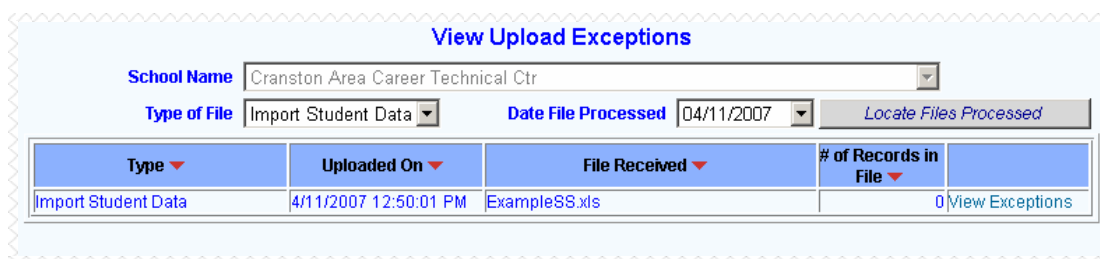 View Upload Exceptions
School Name Cranston Area Career Technical Ctr
Type of File Import Student Data Date File Processed 04/11/2007 Locate Files Processed
Type Uploaded On File Received # of Records in File
Import Student Data 4/11/2007 12:50:01 PM ExampleSS.xls 0 View Exceptions